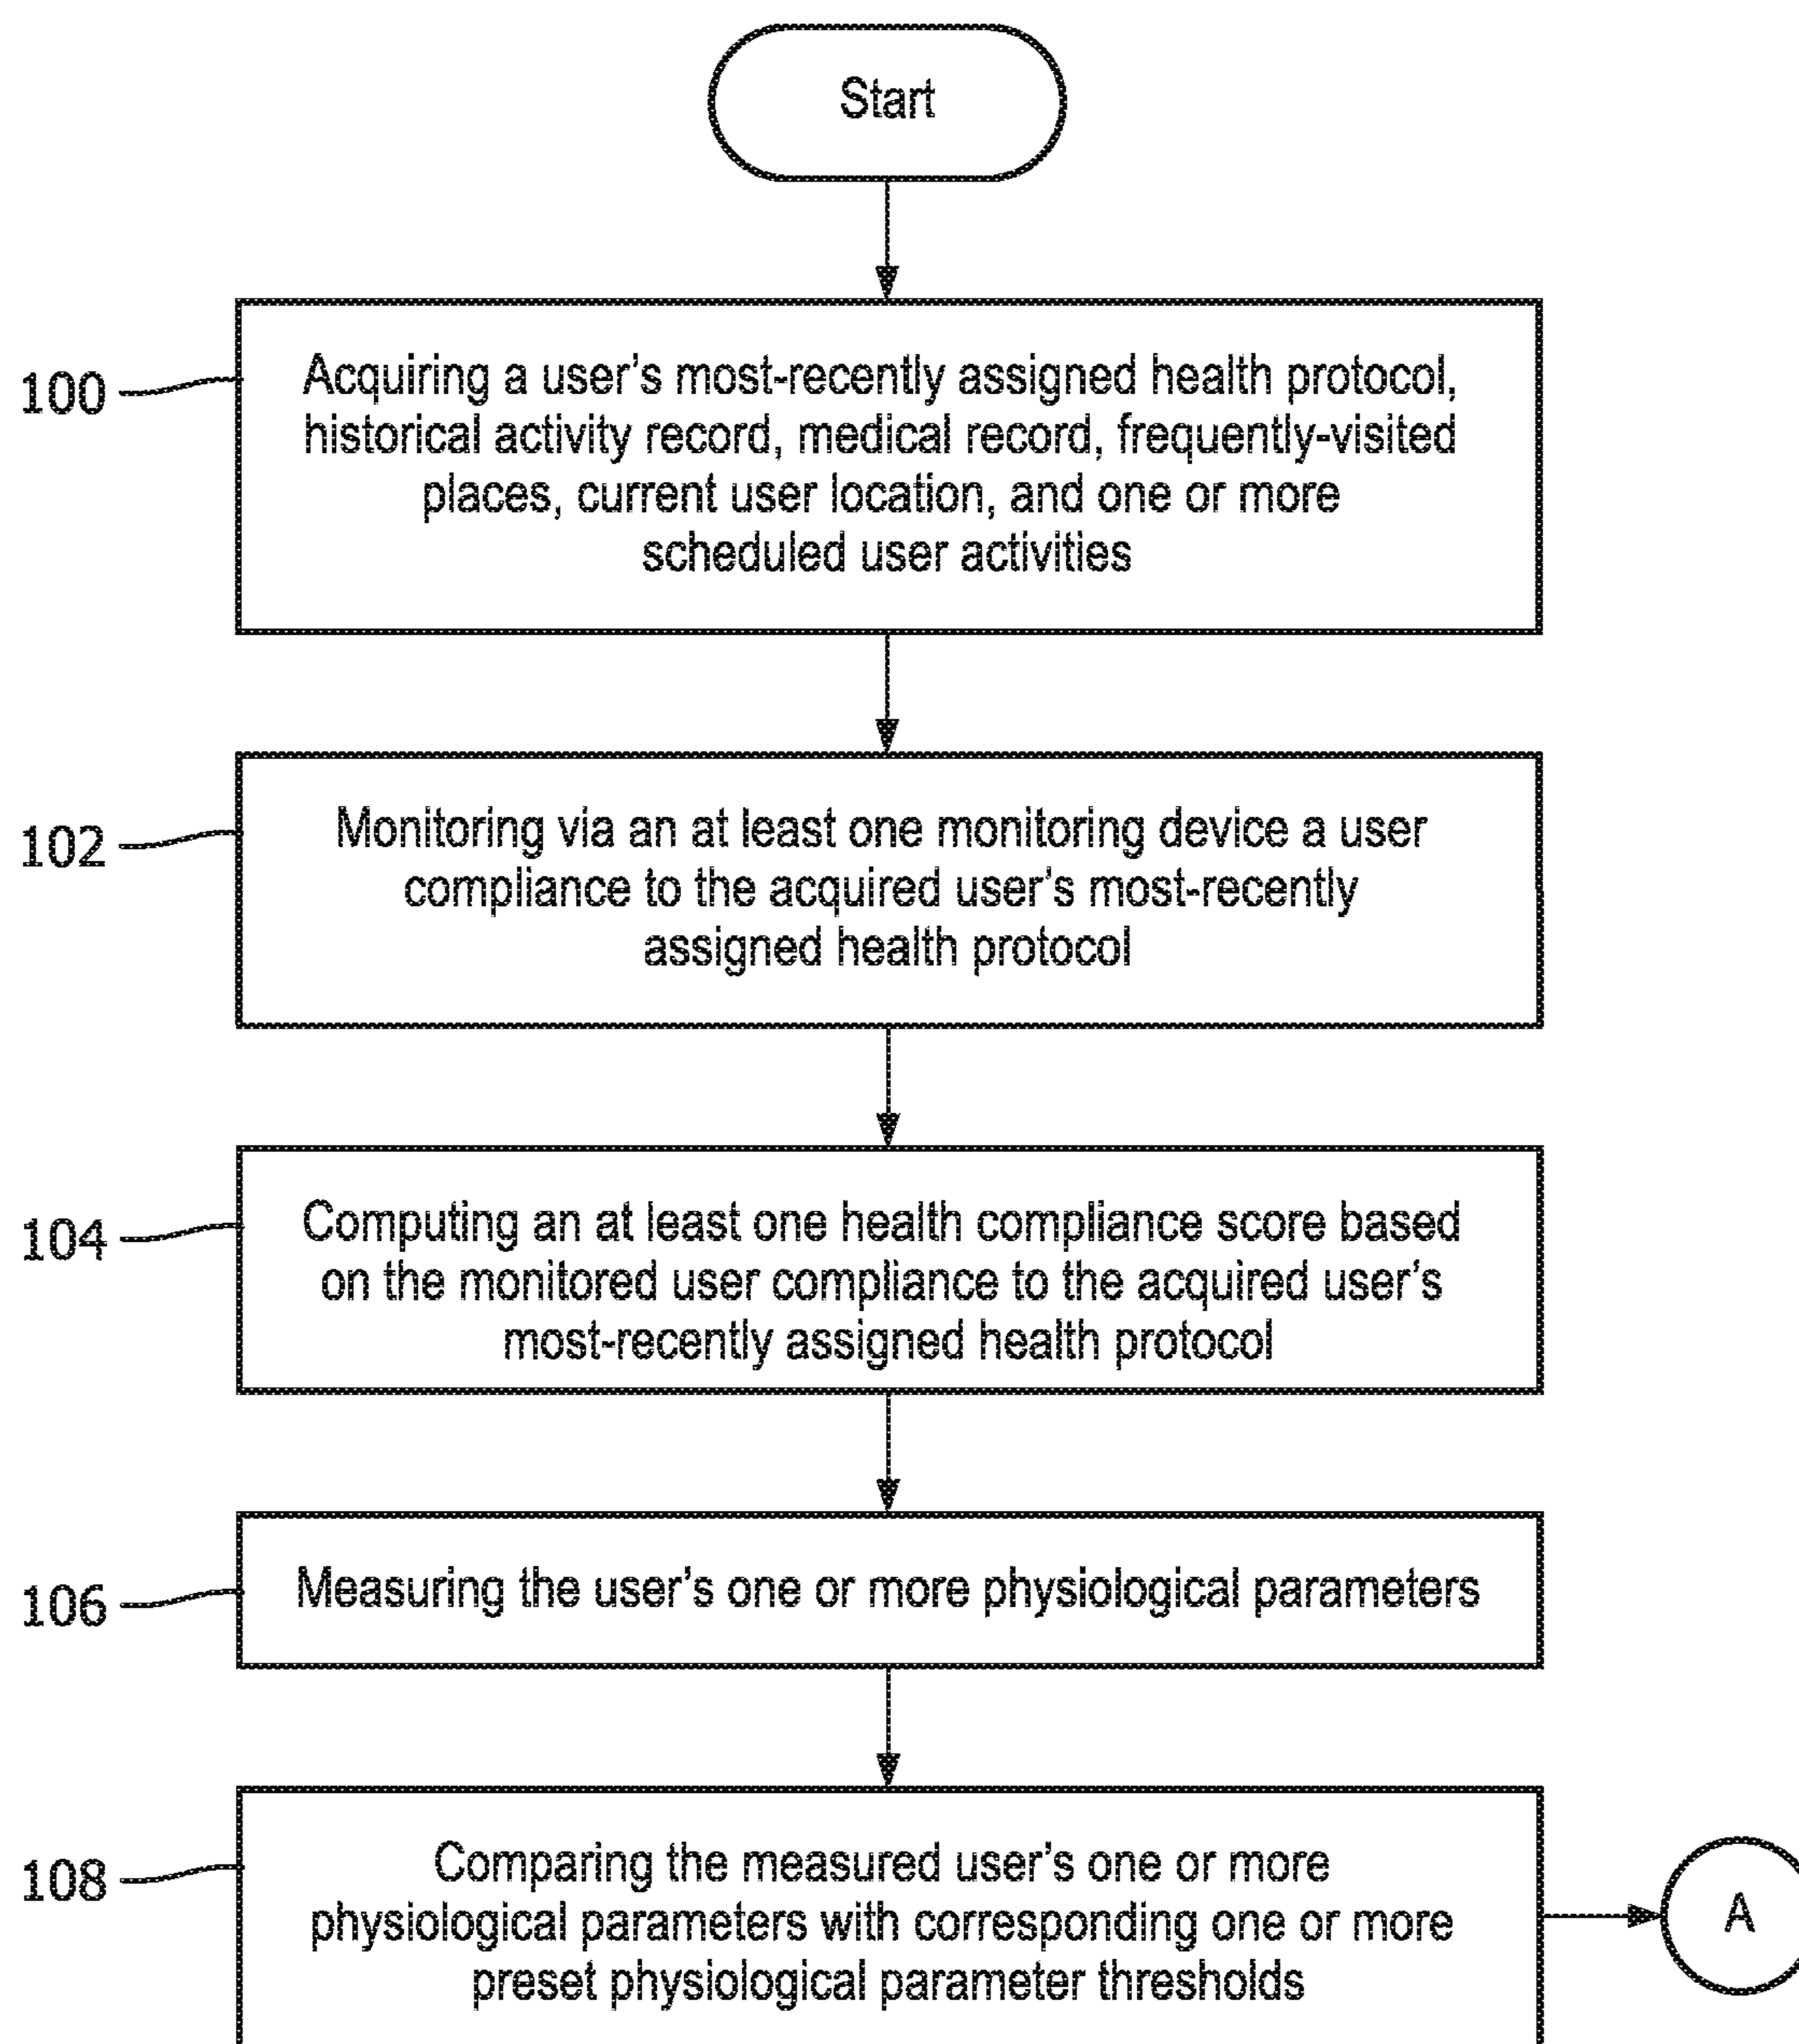 Start
100
Acquiring a user's most-recently assigned health protocol,
historical activity record, medical record, frequently-visited
places, current user location, and one or more
scheduled user activities
102
Monitoring via an at least one monitoring device a user
compliance to the acquired user's most-recently
assigned health protocol
104
Computing an at least one health compliance score based
on the monitored user compliance to the acquired user's
most-recently assigned health protocol
106
Measuring the user's one or more physiological parameters
108
Comparing the measured user's one or more
physiological parameters with corresponding one or more
preset physiological parameter thresholds
A